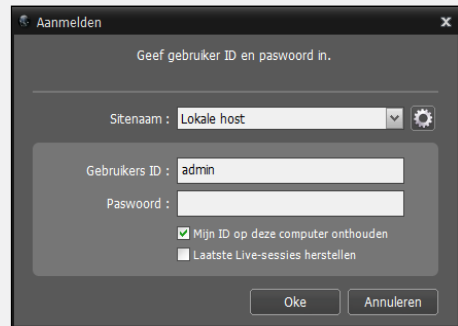 Aanmelden
Geef gebruiker ID en paswoord in.
Sitenaam : Lokale host
Gebruikers ID : admin
Paswoord :
Mijn ID op deze computer onthouden
Laatste Live-sessies herstellen
Oke Annuleren